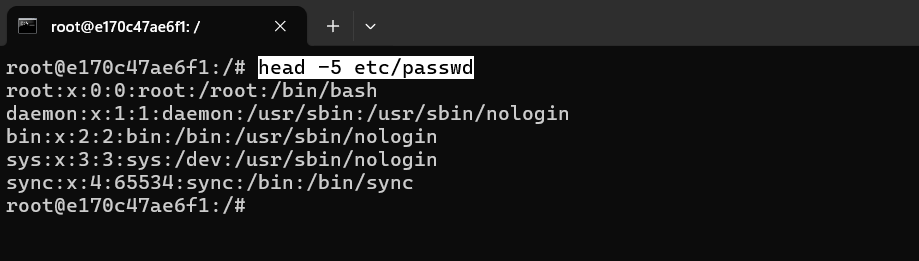 root@e170c47ae6f1: /
root@e170c47ae6f1:/# head -5 etc/passwd
root:x:0:0:root:/root:/bin/bash
daemon:x:1:1:daemon:/usr/sbin:/usr/sbin/nologin
bin:x:2:2:bin:/bin:/usr/sbin/nologin
sys:x:3:3:sys:/dev:/usr/sbin/nologin
sync:x:4:65534:sync:/bin:/bin/sync
root@e170c47ae6f1:/#